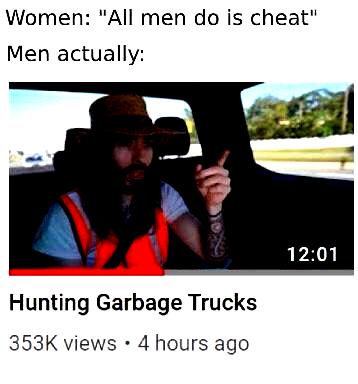 Women: "All men do is cheat"
Men actually:
12:01
Hunting Garbage Trucks
353K views • 4 hours ago